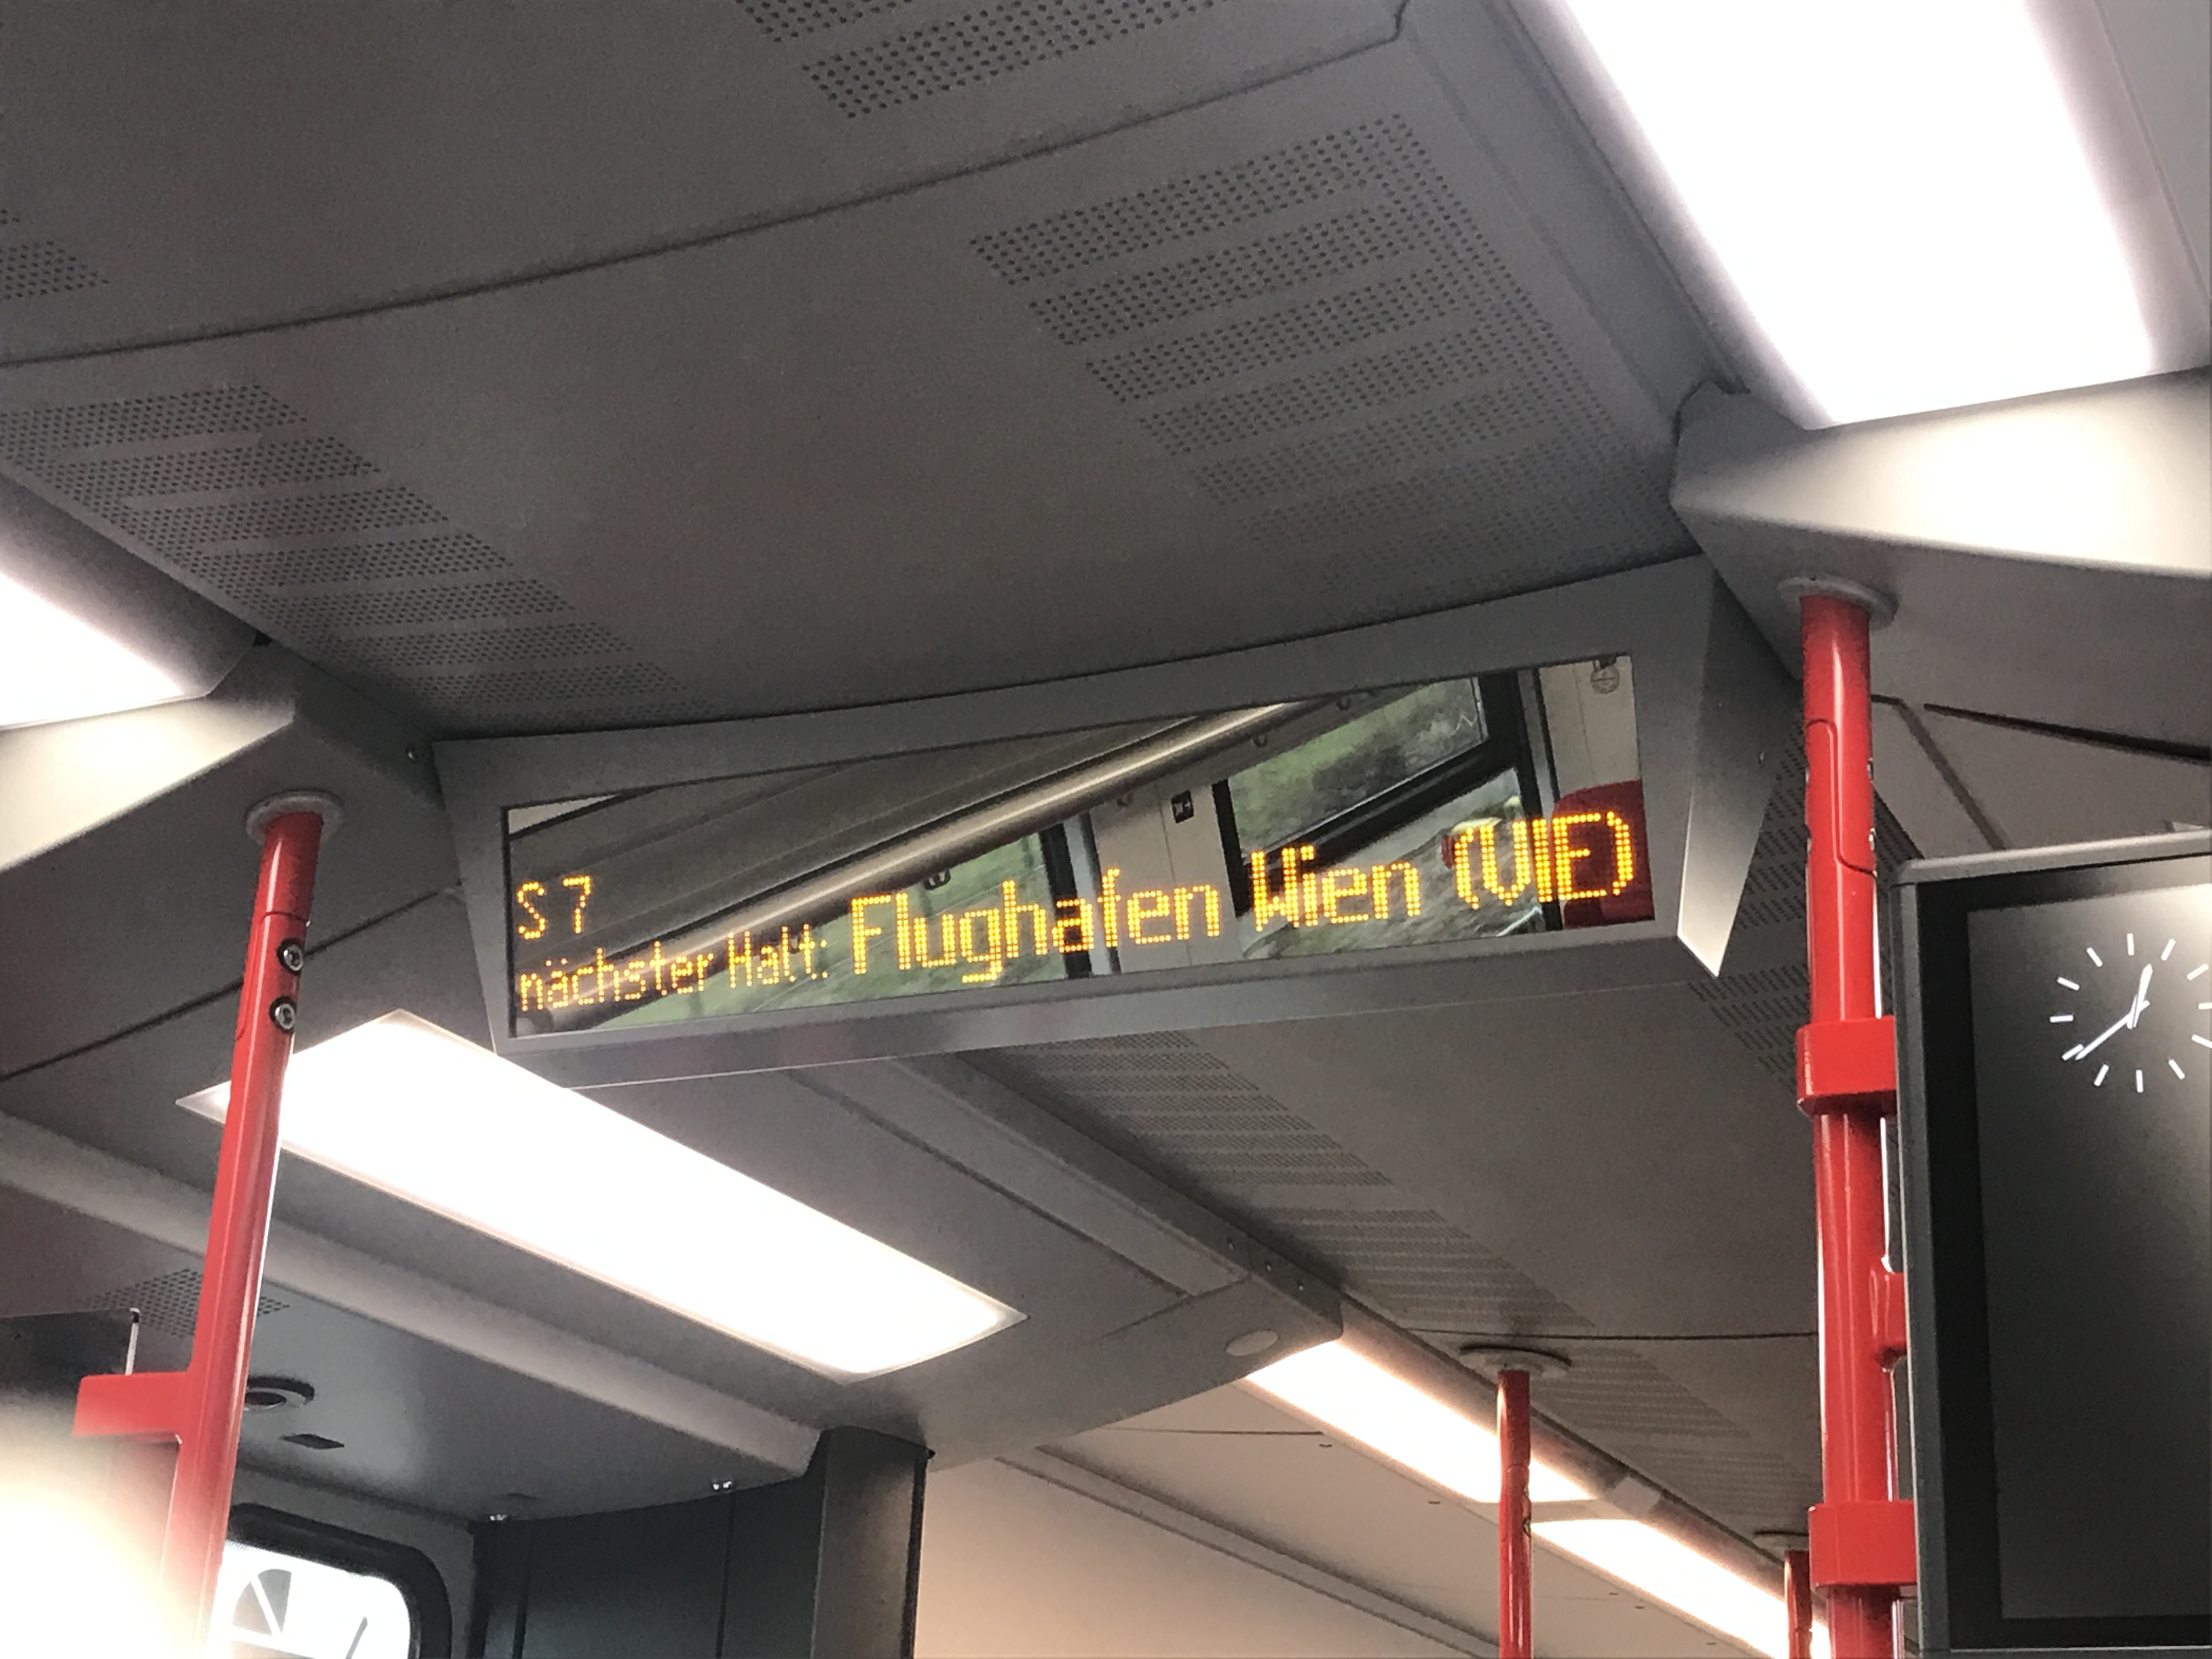 S 7
nächster Halt: Flughafen Wien (VIE)